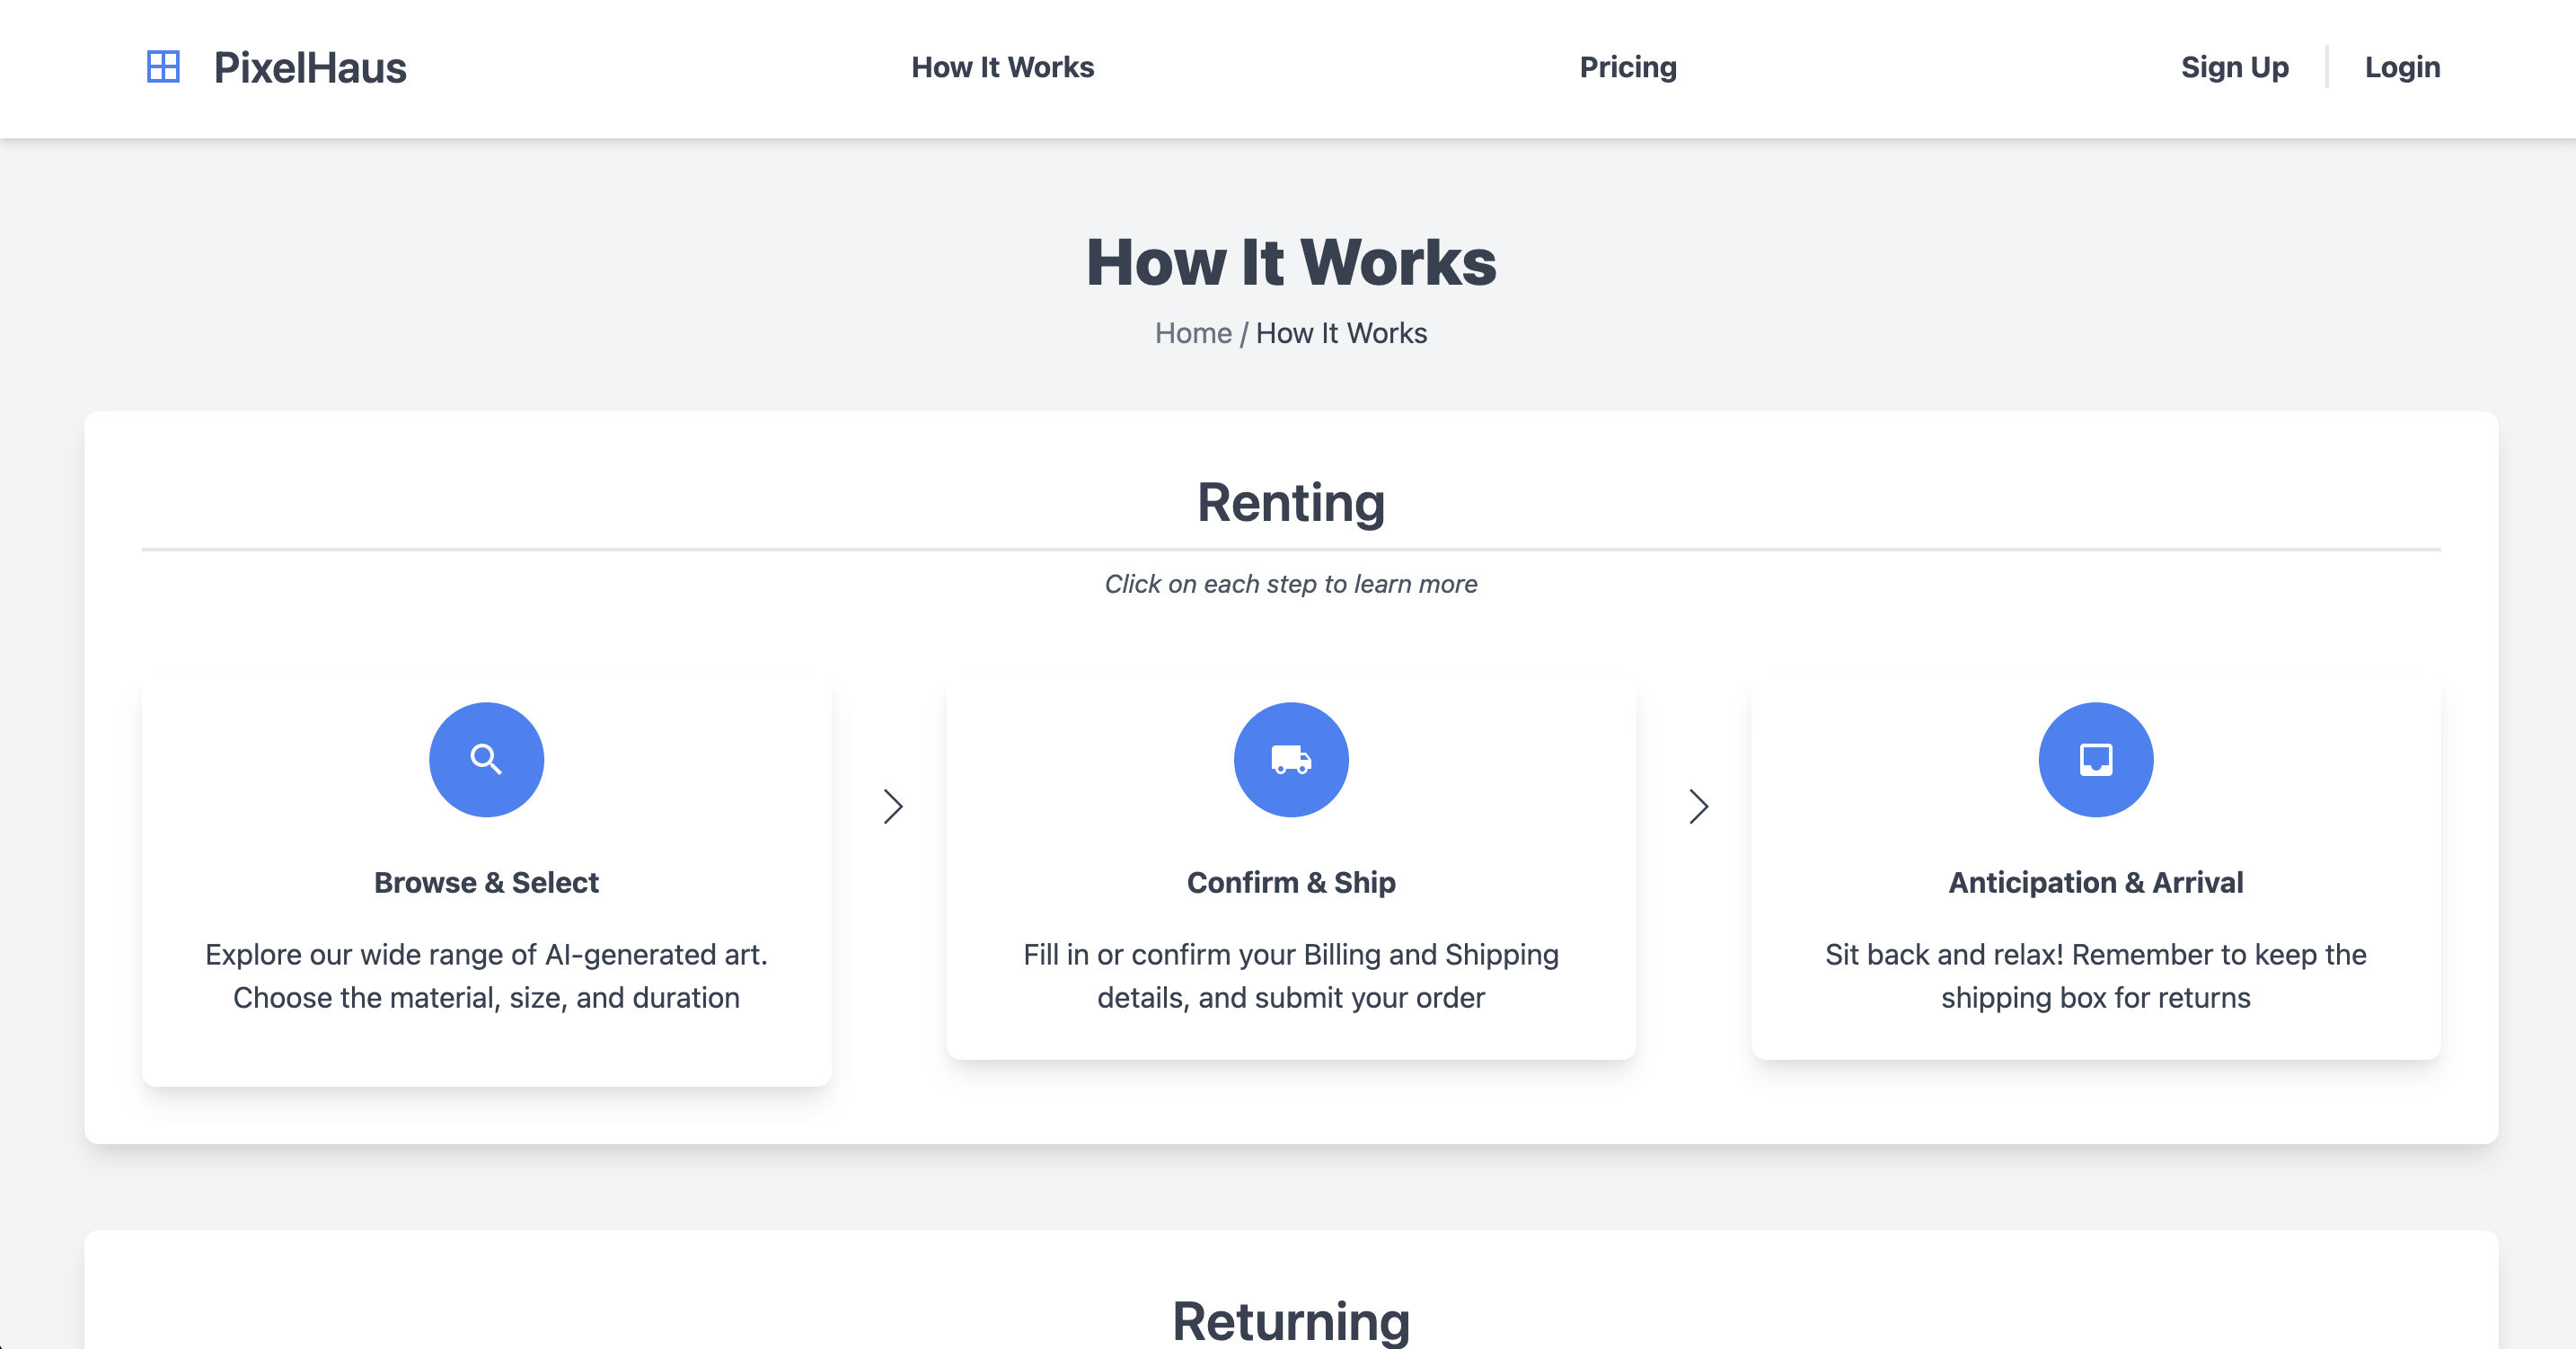 PixelHaus
How It Works
Pricing
Sign Up
Login
How It Works
Home / How It Works
Renting
Click on each step to learn more
Browse & Select
Explore our wide range of AI-generated art.
Choose the material, size, and duration
Confirm & Ship
Fill in or confirm your Billing and Shipping
details, and submit your order
Anticipation & Arrival
Sit back and relax! Remember to keep the
shipping box for returns
Returning